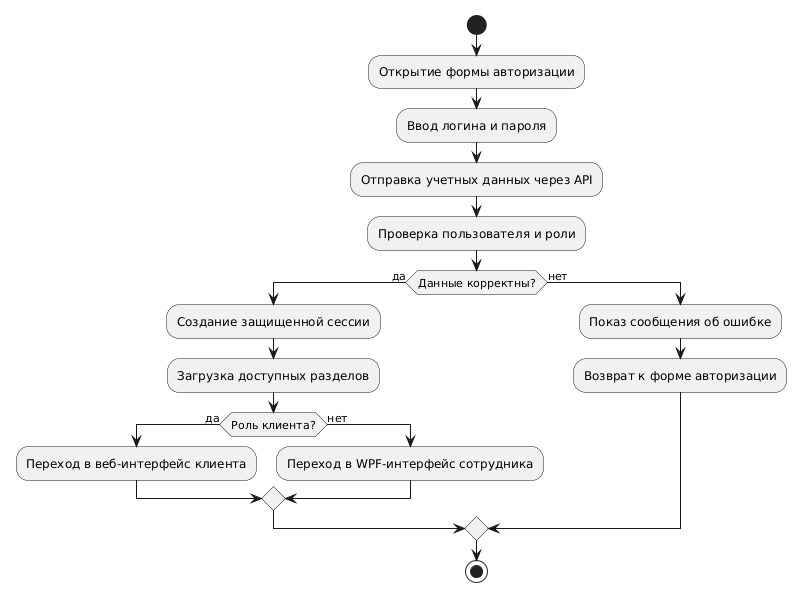 Открытие формы авторизации
Ввод логина и пароля
Отправка учетных данных через API
Проверка пользователя и роли
да
Данные корректны?
нет
Создание защищенной сессии
Показ сообщения об ошибке
Загрузка доступных разделов
Возврат к форме авторизации
да
Роль клиента?
нет
Переход в веб-интерфейс клиента
Переход в WPF-интерфейс сотрудника